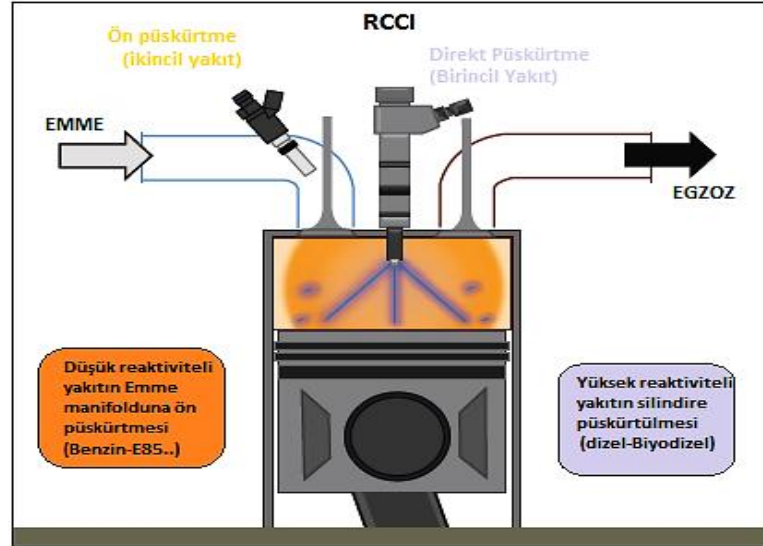 RCCI
Ön püskürtme
(ikincil yakıt)
Direkt Püskürtme
(Birincil Yakıt)
EMME
EGZOZ
Düşük reaktiviteli
yakıtın Emme
manifolduna ön
püskürtmesi
(Benzin-E85..)
Yüksek reaktiviteli
yakıtın silindire
püskürtülmesi
(dizel-Biyodizel)